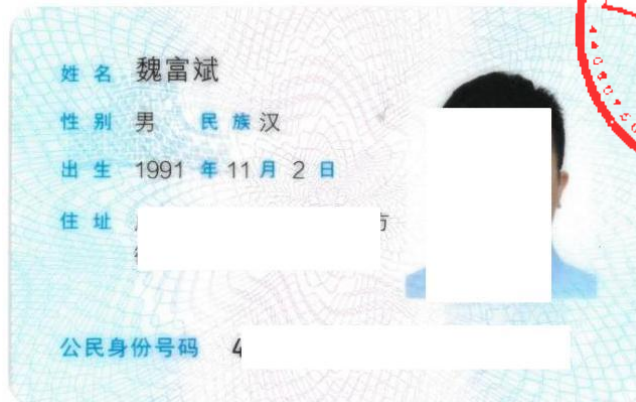 姓名 魏富斌
性别 男 民族 汉
出生 1991 年 11 月 2 日
住址
公民身份号码 4